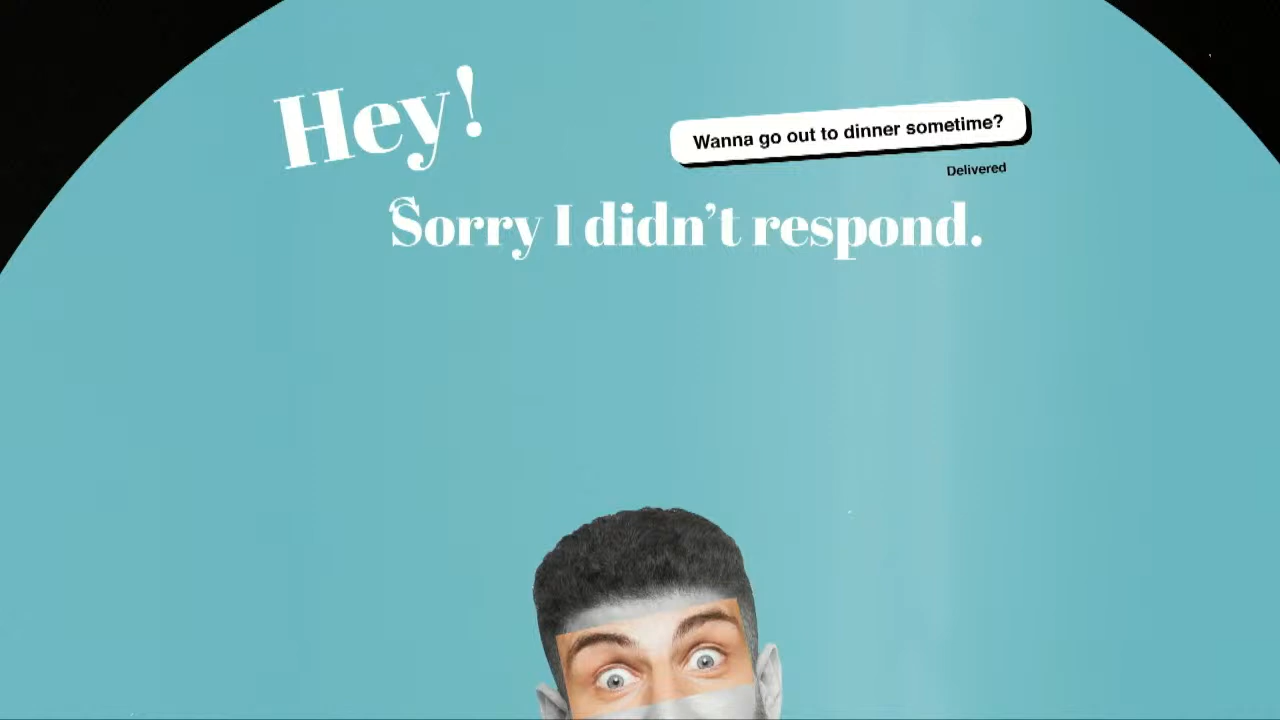 Hey!
Wanna go out to dinner sometime?
Delivered
Sorry I didn’t respond.